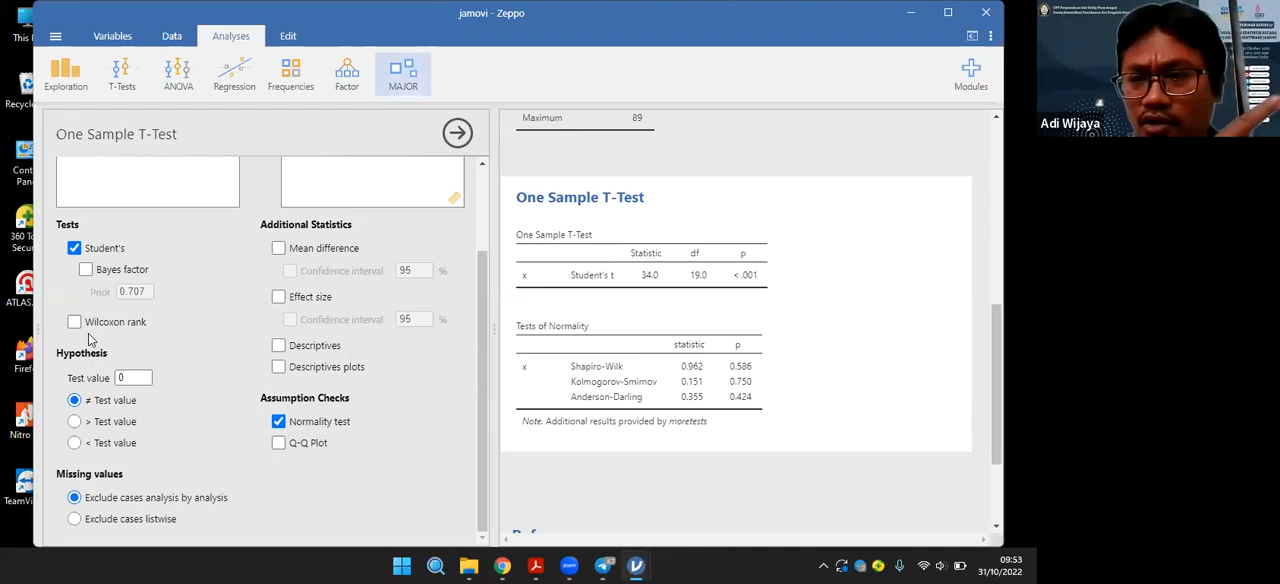 jamovi - Zeppo
Variables
Data
Analyses
Edit
Exploration
T-Tests
ANOVA
Regression
Frequencies
Factor
MAJOR
Modules
One Sample T-Test
Tests
Student's
Bayes factor
Prior 0.707
Wilcoxon rank
Hypothesis
Test value 0
≠ Test value
> Test value
< Test value
Missing values
Exclude cases analysis by analysis
Exclude cases listwise
Additional Statistics
Mean difference
Confidence interval 95 %
Effect size
Confidence interval 95 %
Descriptives
Descriptives plots
Assumption Checks
Normality test
Q-Q Plot
Maximum 89
One Sample T-Test
One Sample T-Test
Statistic df p
x Student's t 34.0 19.0 < .001
Tests of Normality
statistic p
x Shapiro-Wilk 0.962 0.586
Kolmogorov-Smirnov 0.151 0.750
Anderson-Darling 0.355 0.424
Note. Additional results provided by moretests
Adi Wijaya
This
Recycle
Cont
Pan
360 To
Secur
ATLAS.
Firef
Nitro
TeamVi
09:53
31/10/2022